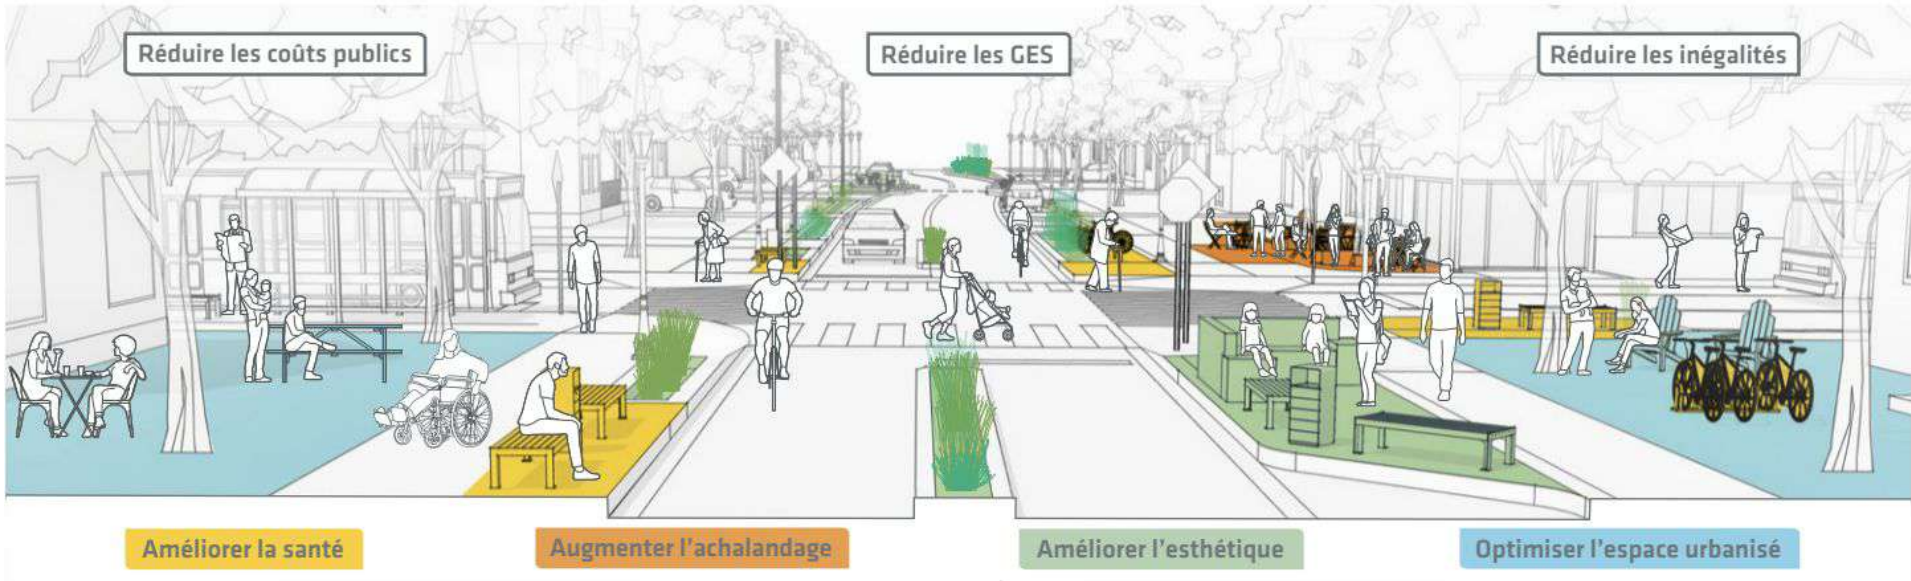 Réduire les coûts publics
Réduire les GES
Réduire les inégalités
Améliorer la santé
Augmenter l'achalandage
Améliorer l'esthétique
Optimiser l'espace urbanisé